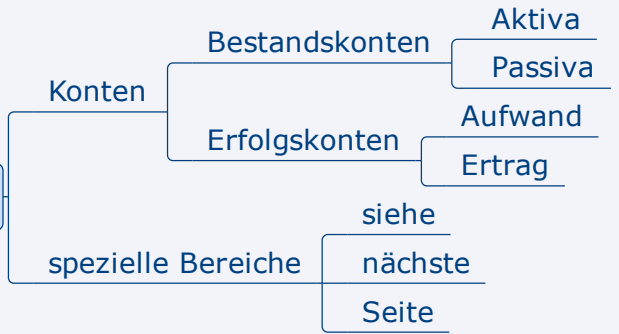 Konten
Bestandskonten
Aktiva
Passiva
Erfolgskonten
Aufwand
Ertrag
spezielle Bereiche
siehe
nächste
Seite